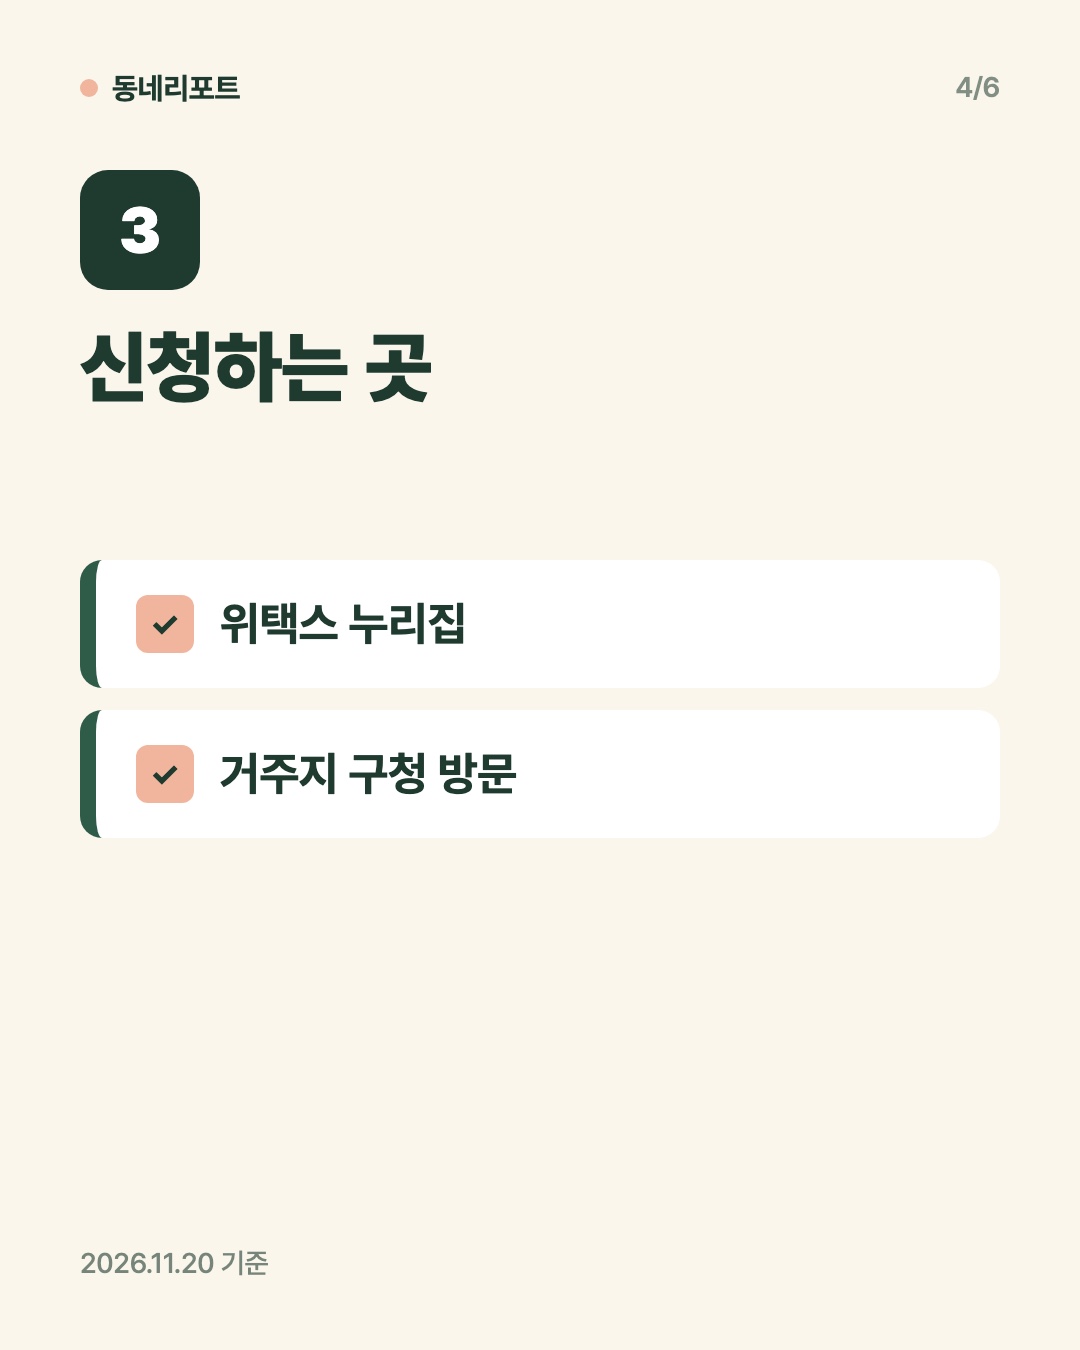 동네리포트
4/6
3
신청하는 곳
위택스 누리집
거주지 구청 방문
2026.11.20 기준